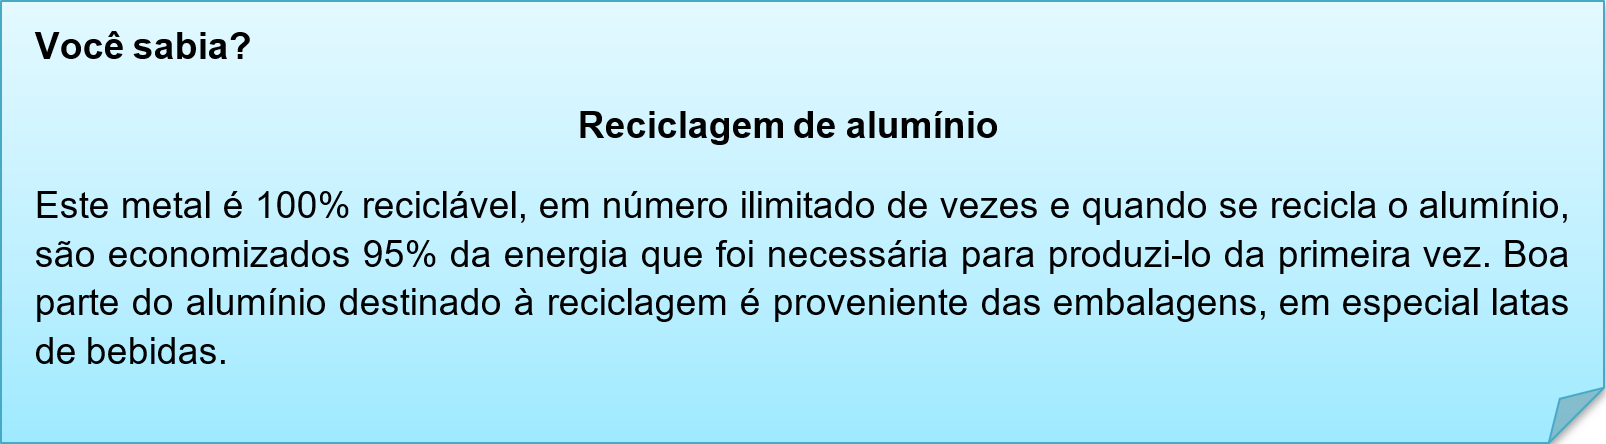 Você sabia?
Reciclagem de alumínio
Este metal é 100% reciclável, em número ilimitado de vezes e quando se recicla o alumínio,
são economizados 95% da energia que foi necessária para produzi-lo da primeira vez. Boa
parte do alumínio destinado à reciclagem é proveniente das embalagens, em especial latas
de bebidas.